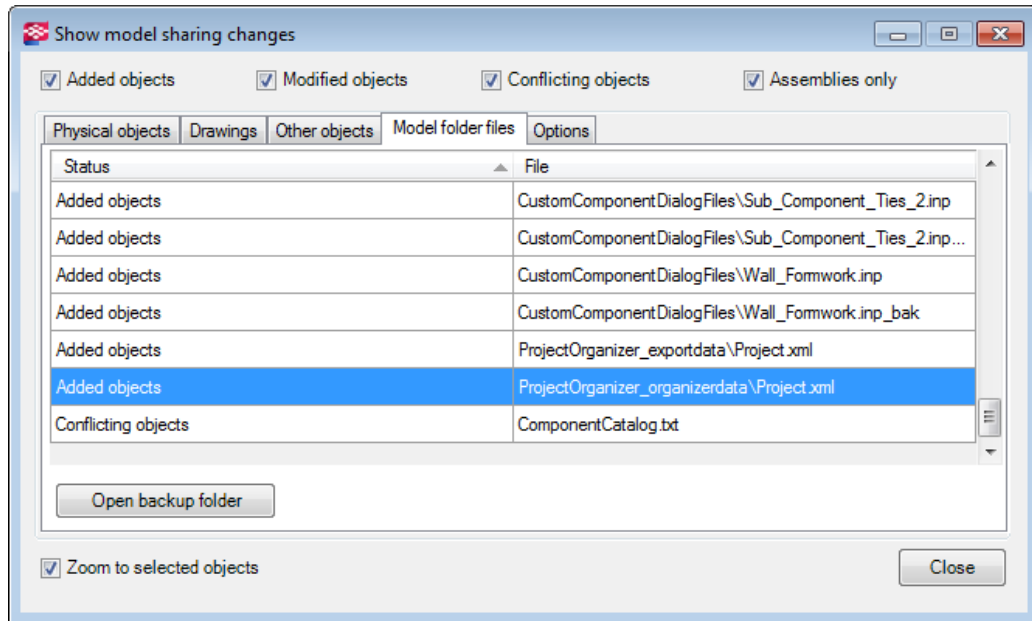 Show model sharing changes
Added objects Modified objects Conflicting objects Assemblies only
Physical objects Drawings Other objects Model folder files Options
Status File
Added objects CustomComponentDialogFiles\Sub_Component_Ties_2.inp
Added objects CustomComponentDialogFiles\Sub_Component_Ties_2.inp...
Added objects CustomComponentDialogFiles\Wall_Formwork.inp
Added objects CustomComponentDialogFiles\Wall_Formwork.inp_bak
Added objects ProjectOrganizer_exportdata\Project.xml
Added objects ProjectOrganizer_organizerdata\Project.xml
Conflicting objects ComponentCatalog.txt
Open backup folder
Zoom to selected objects Close